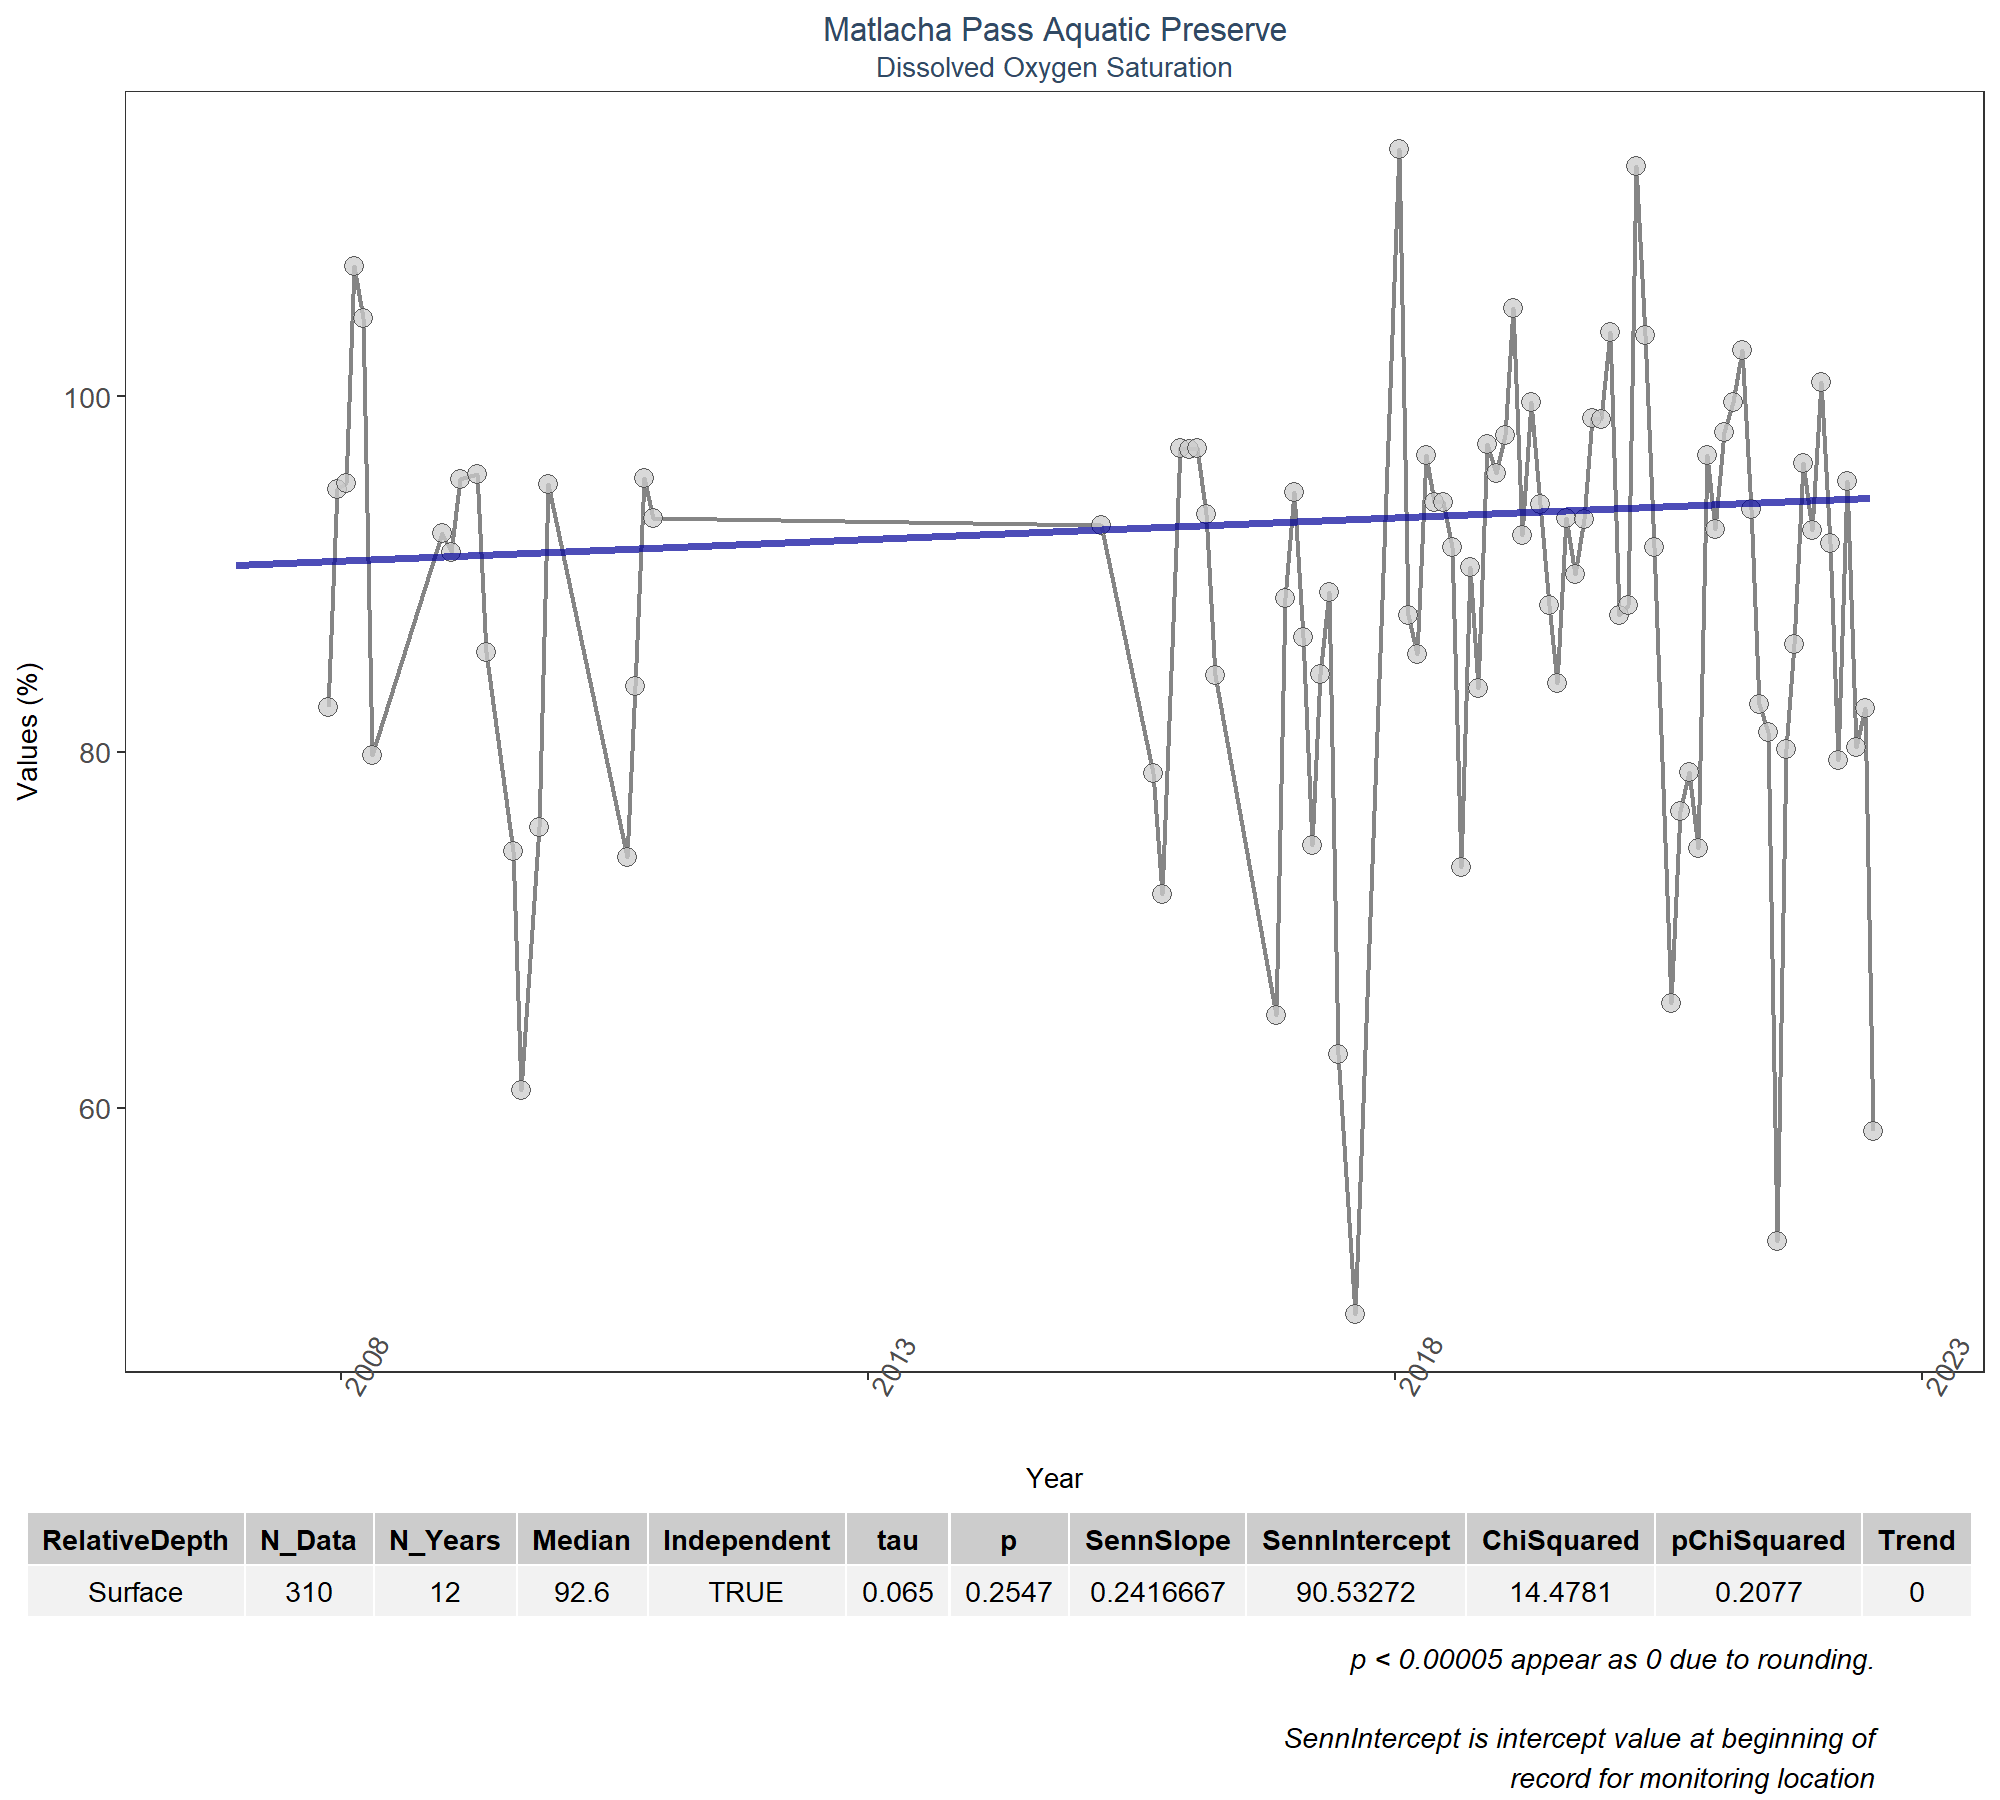 Matlacha Pass Aquatic Preserve
Dissolved Oxygen Saturation
Values (%)
100
80
60
2008
2013
2018
2023
Year
RelativeDepth N_Data N_Years Median Independent tau p SennSlope SennIntercept ChiSquared pChiSquared Trend
Surface 310 12 92.6 TRUE 0.065 0.2547 0.2416667 90.53272 14.4781 0.2077 0
p < 0.00005 appear as 0 due to rounding.
SennIntercept is intercept value at beginning of
record for monitoring location